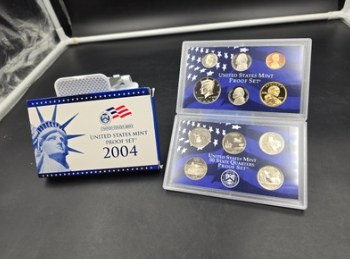 UNITED STATES MINT
PROOF SET
2004
UNITED STATES MINT
PROOF SET
UNITED STATES MINT
50 STATE QUARTERS
PROOF SET